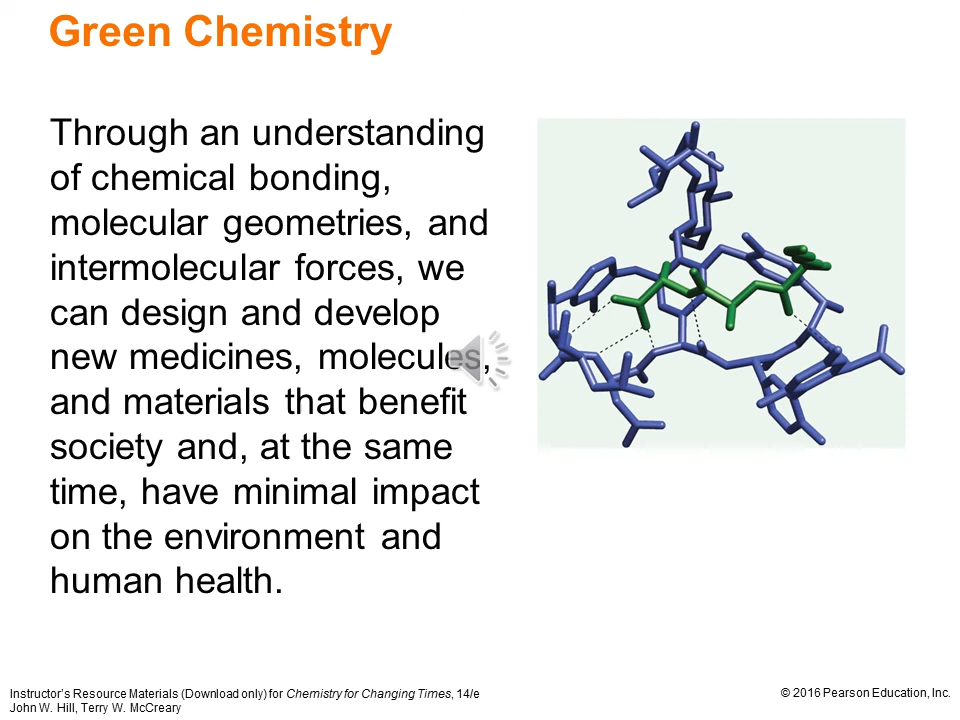 Green Chemistry
Through an understanding
of chemical bonding,
molecular geometries, and
intermolecular forces, we
can design and develop
new medicines, molecules,
and materials that benefit
society and, at the same
time, have minimal impact
on the environment and
human health.
Instructor’s Resource Materials (Download only) for Chemistry for Changing Times, 14/e
John W. Hill, Terry W. McCreary
© 2016 Pearson Education, Inc.